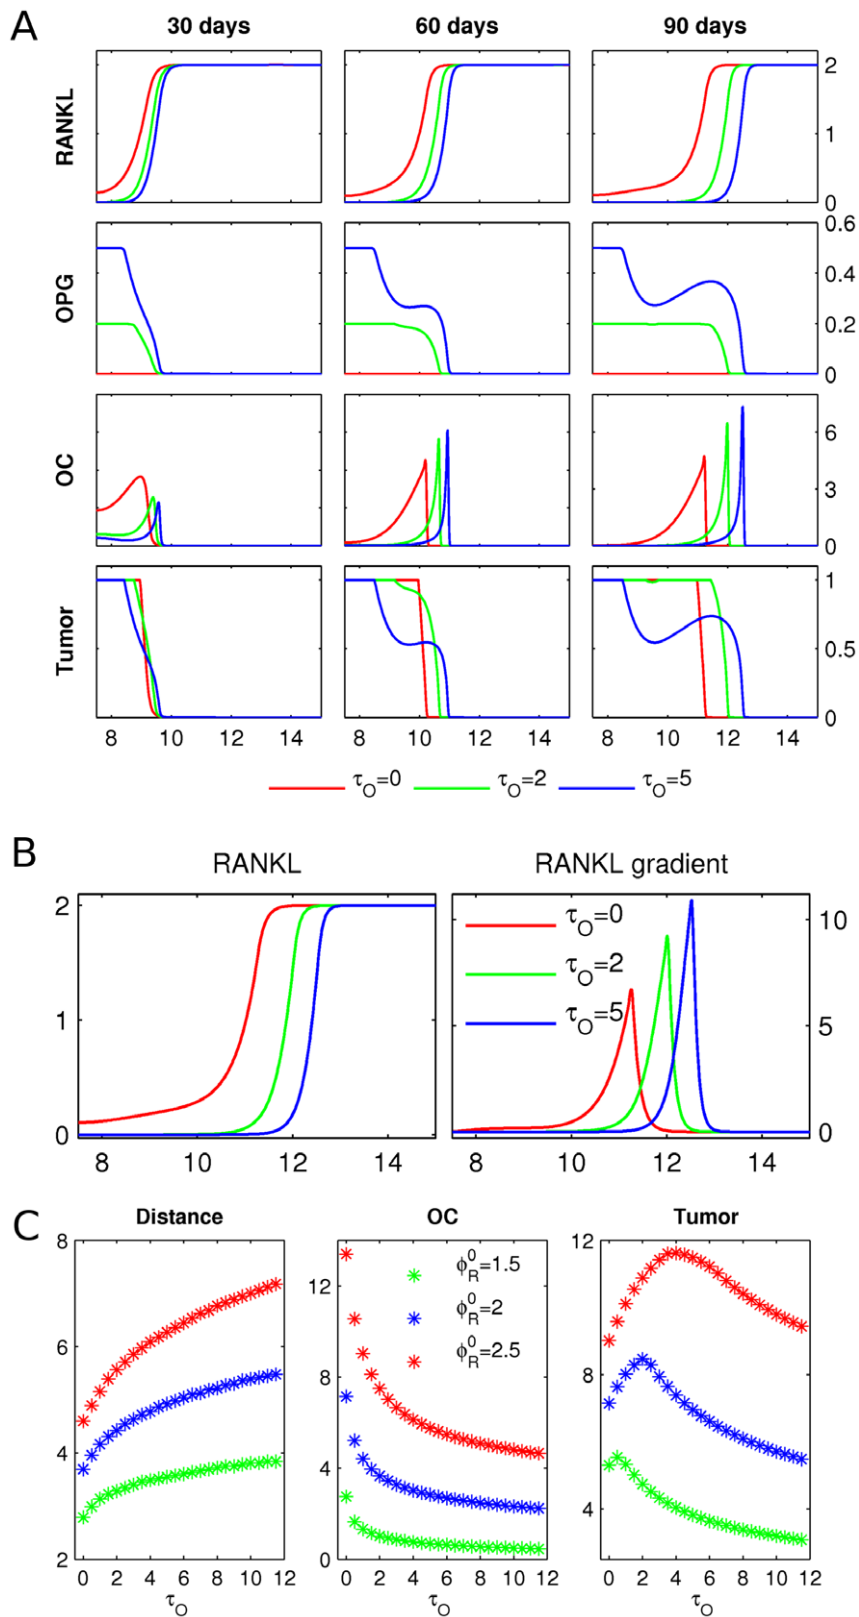 A
30 days 60 days 90 days
RANKL
2
1
0
OPG
0.6
0.4
0.2
0
OC
6
3
0
Tumor
1
0.5
0
8 10 12 14 8 10 12 14 8 10 12 14
τO=0 τO=2 τO=5
B
RANKL RANKL gradient
2
1
0
τO=0
τO=2
τO=5
10
5
0
8 10 12 14 8 10 12 14
C
Distance OC Tumor
8
6
4
2
12
8
4
0
ϕ0R=1.5
ϕ0R=2
ϕ0R=2.5
12
8
4
0 2 4 6 8 10 12 0 2 4 6 8 10 12 0 2 4 6 8 10 12
τO τO τO